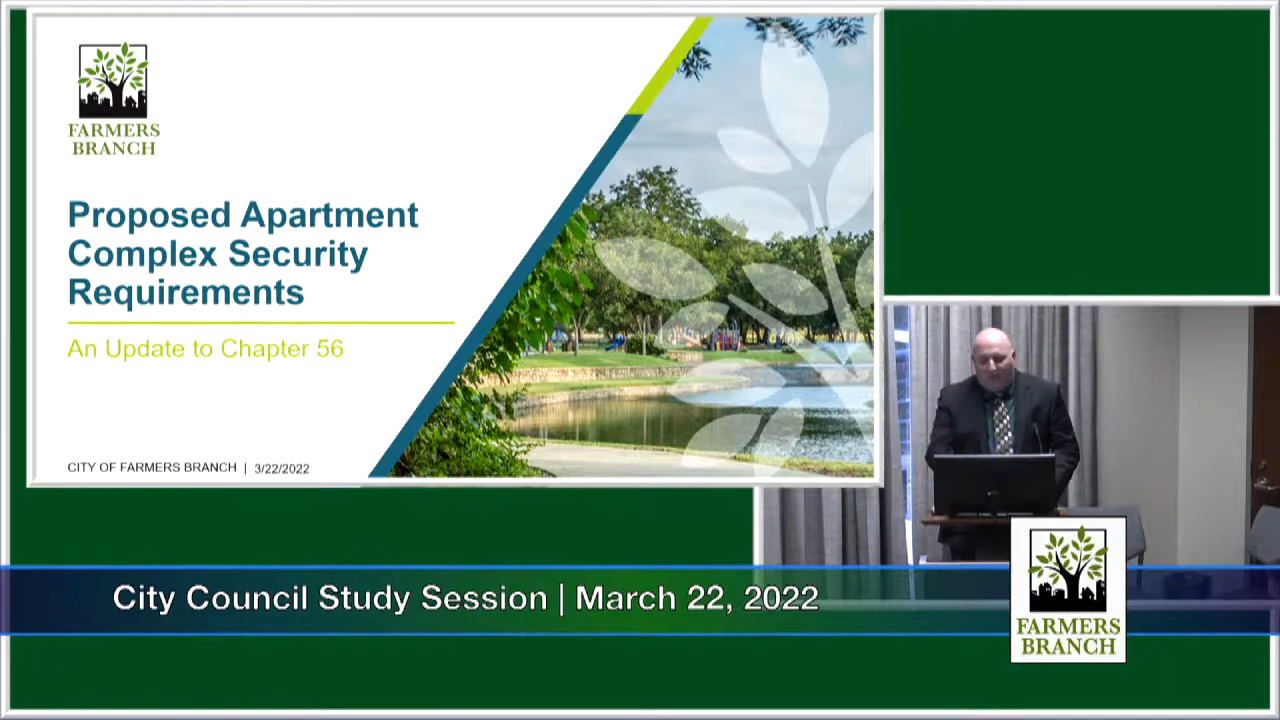 FARMERS
BRANCH
Proposed Apartment
Complex Security
Requirements
An Update to Chapter 56
CITY OF FARMERS BRANCH | 3/22/2022
City Council Study Session | March 22, 2022
FARMERS
BRANCH